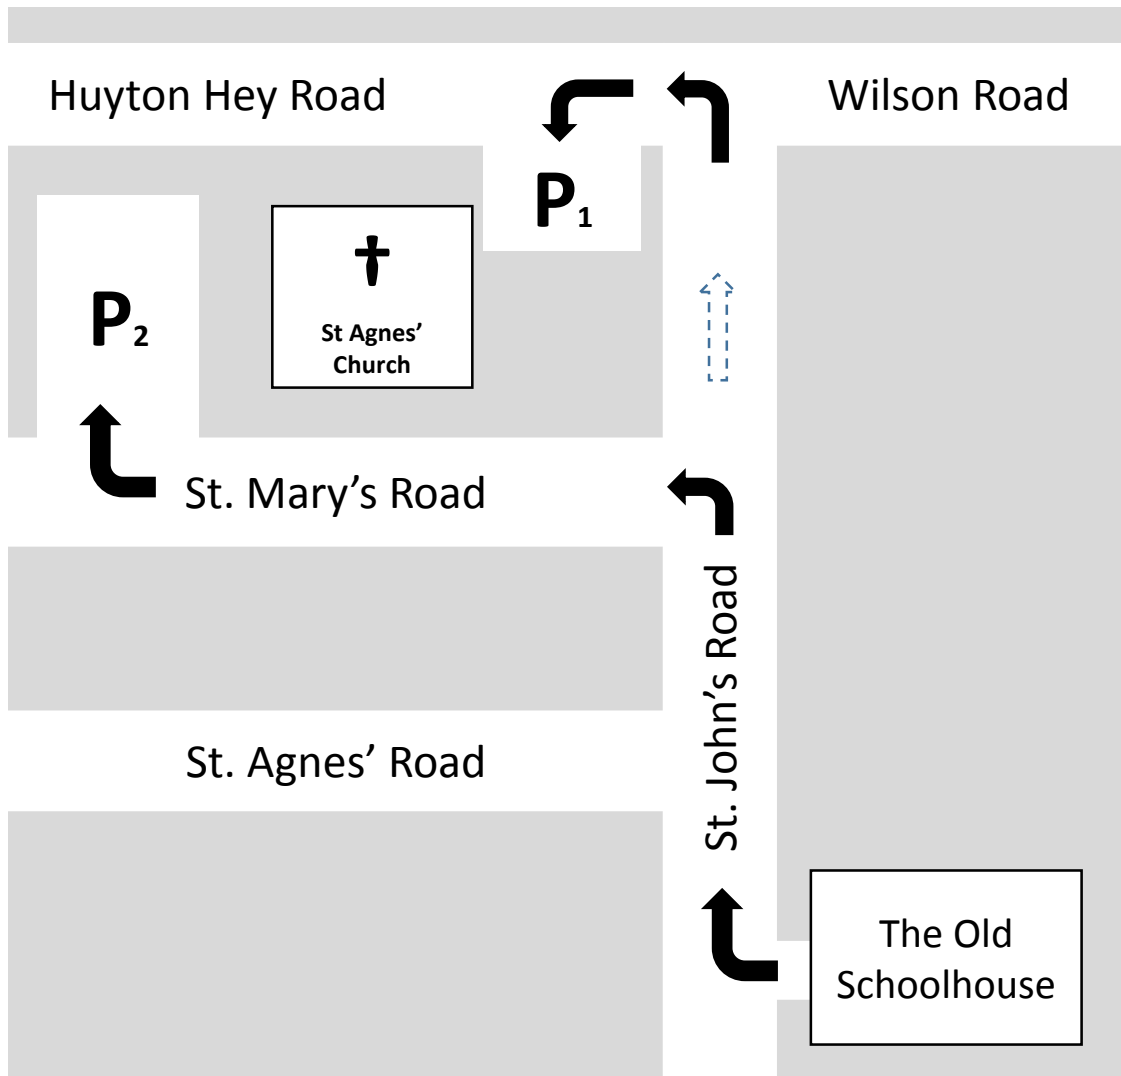 Huyton Hey Road
Wilson Road
P1
P2
St Agnes’
Church
St. Mary’s Road
St. John’s Road
St. Agnes’ Road
The Old
Schoolhouse